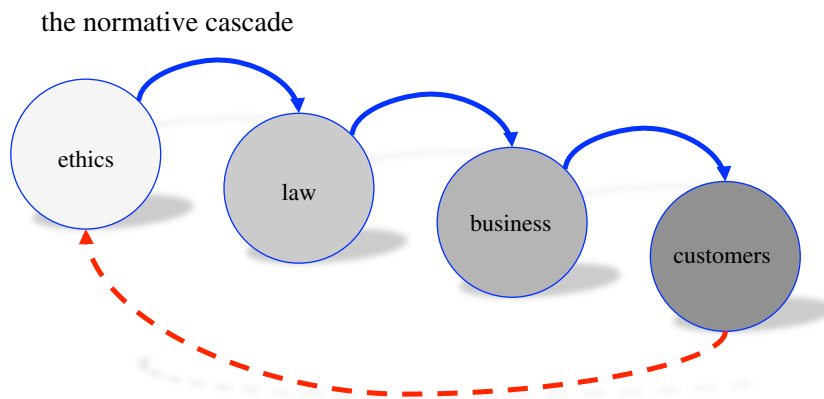 the normative cascade
ethics
law
business
customers